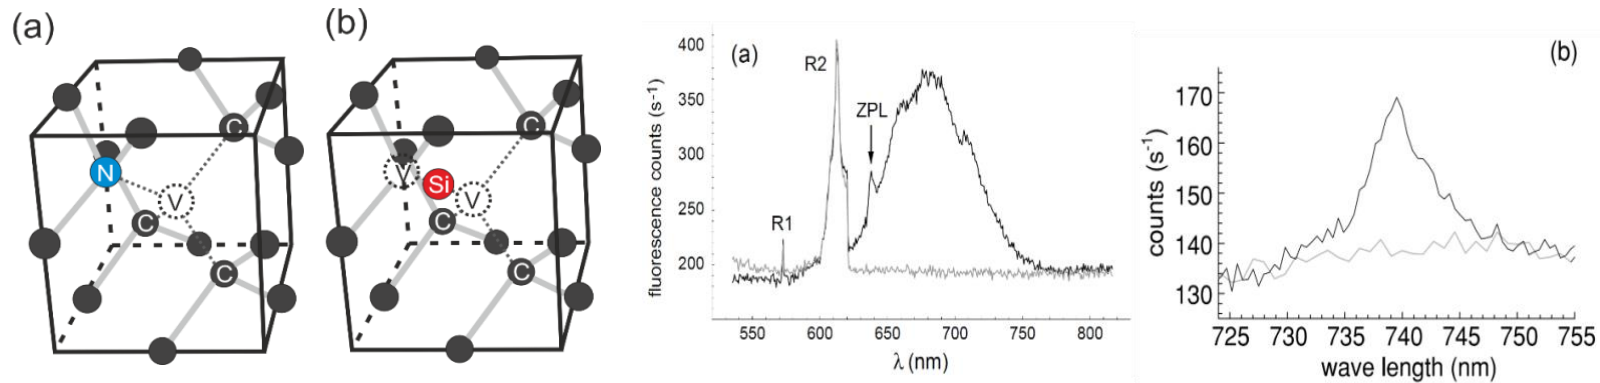 (a)
N
V
C
C
C
(b)
V
Si
V
C
C
C
(a)
fluorescence counts (s⁻¹)
400
350
300
250
200
R1
R2
ZPL
550 600 650 700 750 800
λ (nm)
(b)
counts (s⁻¹)
170
160
150
140
130
725 730 735 740 745 750 755
wave length (nm)